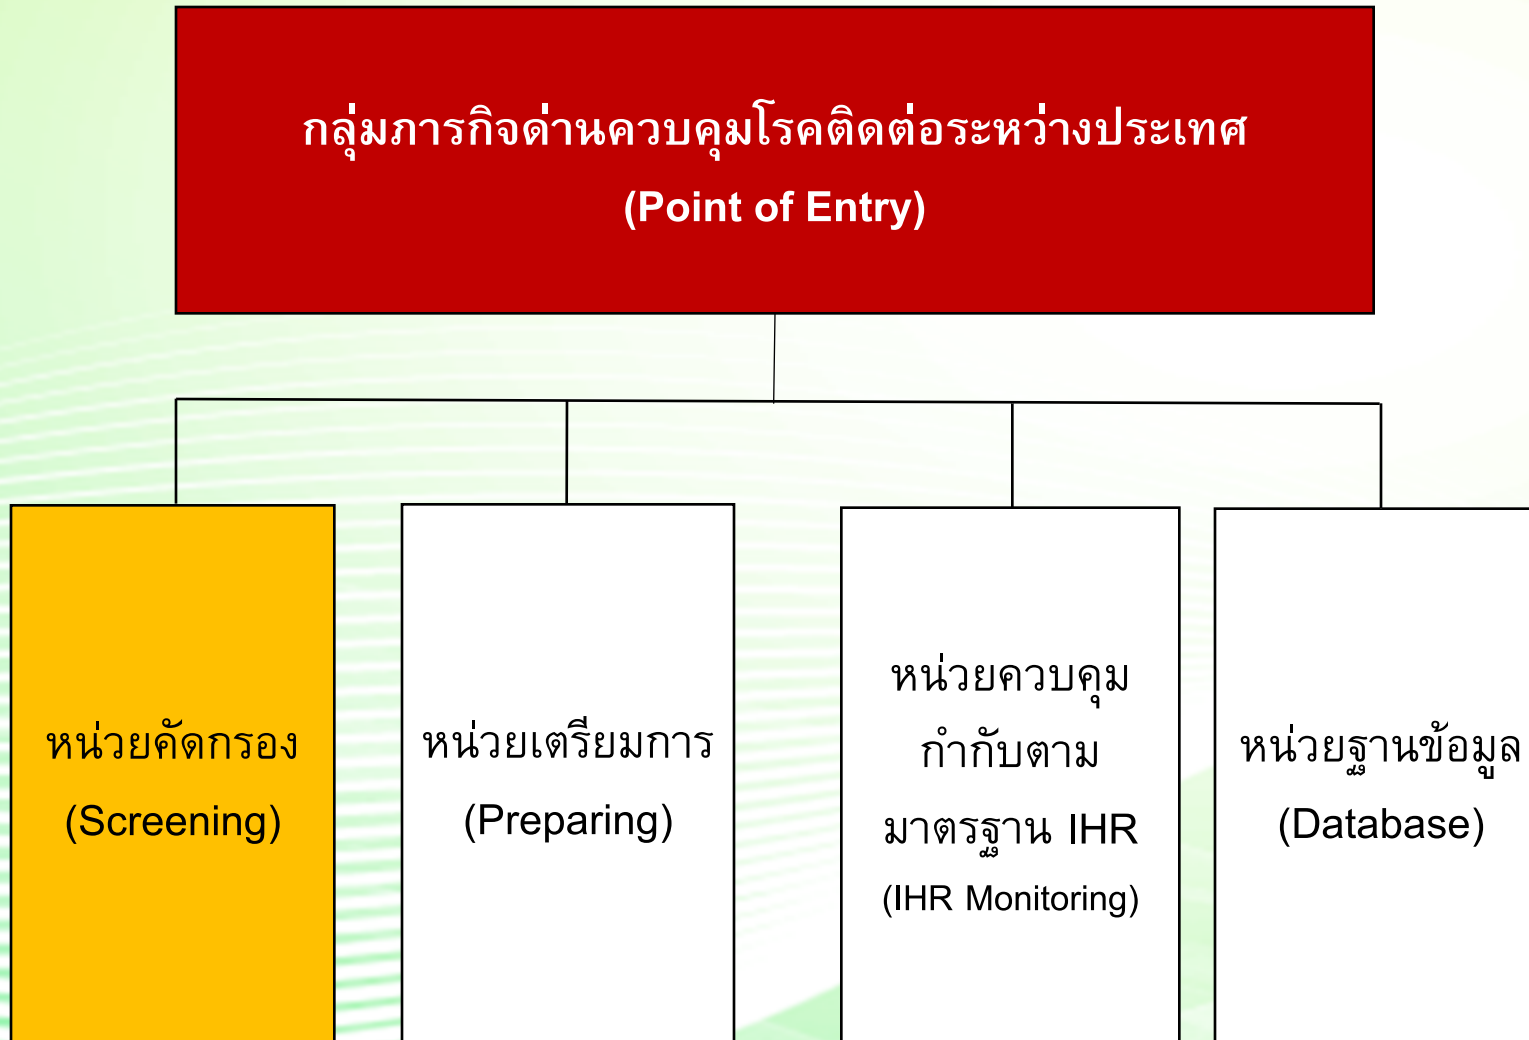 กลุ่มภารกิจด่านควบคุมโรคติดต่อระหว่างประเทศ
(Point of Entry)
หน่วยคัดกรอง
(Screening)
หน่วยเตรียมการ
(Preparing)
หน่วยควบคุม
กำกับตาม
มาตรฐาน IHR
(IHR Monitoring)
หน่วยฐานข้อมูล
(Database)